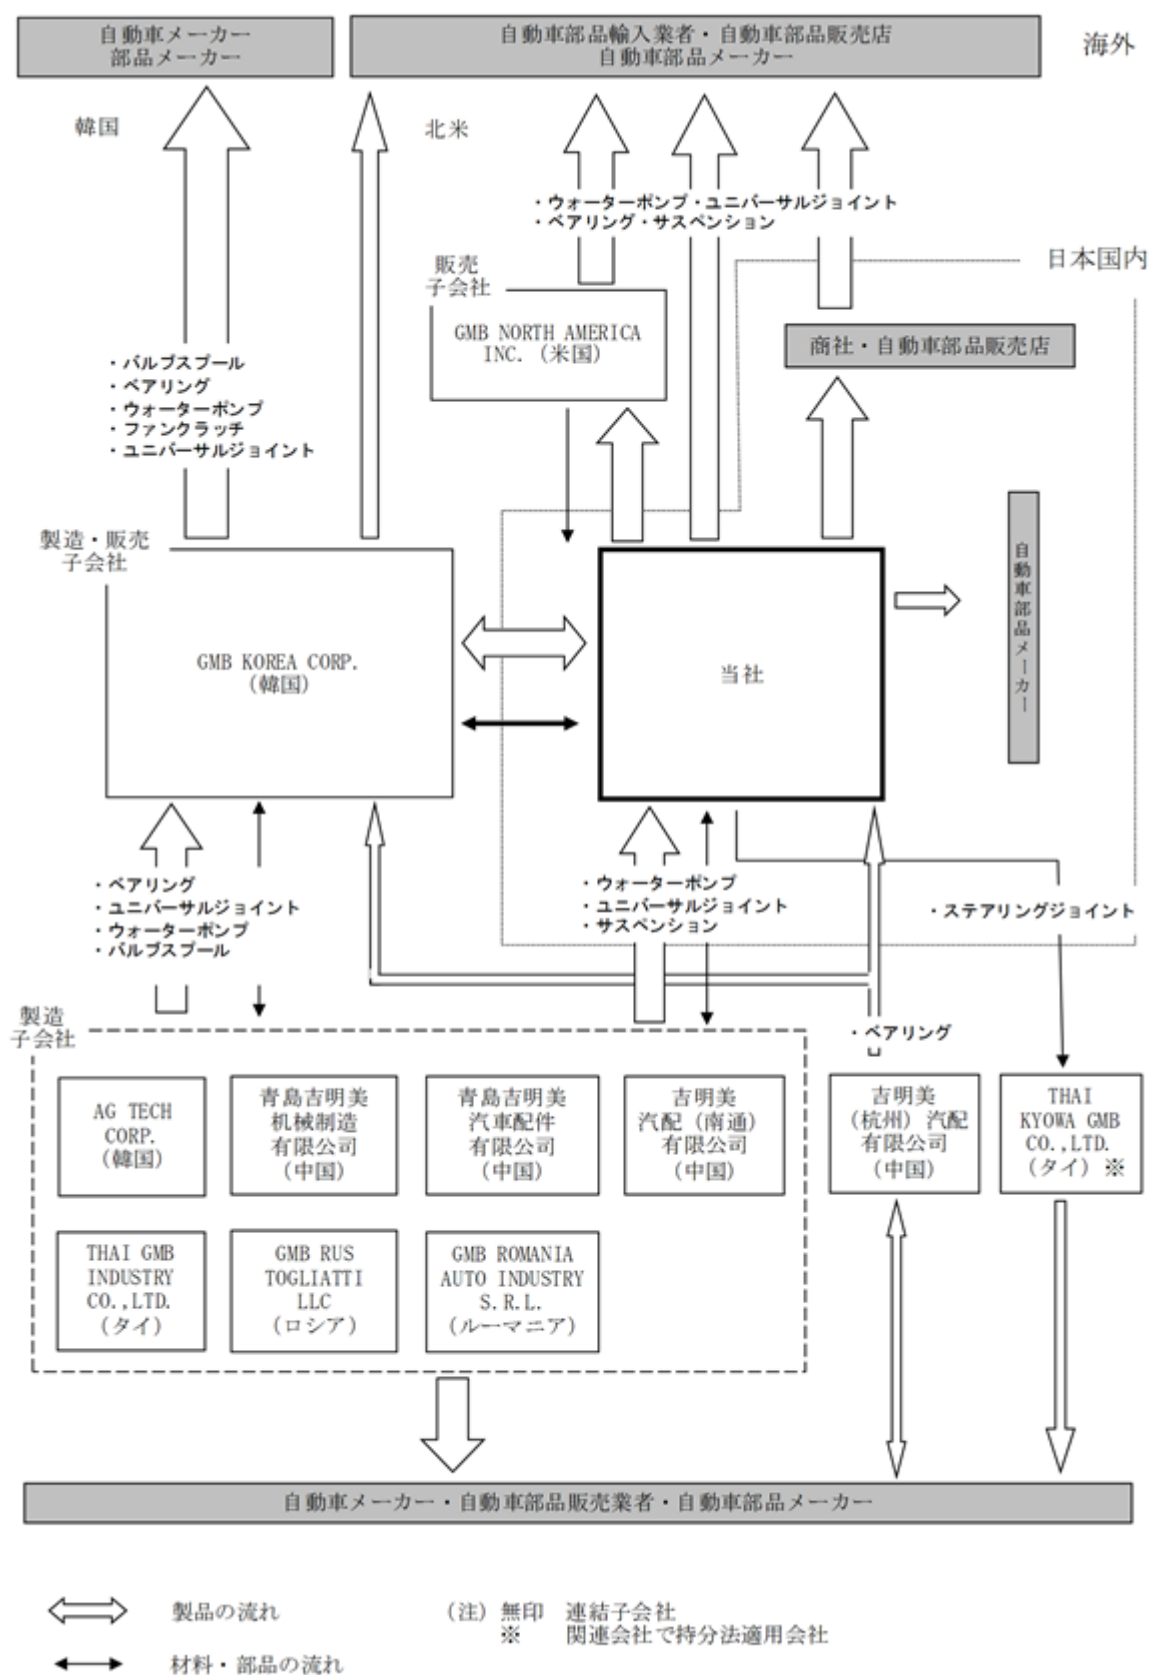 自動車メーカー
部品メーカー
自動車部品輸入業者・自動車部品販売店
自動車部品メーカー
海外
韓国
北米
・ウォーターポンプ・ユニバーサルジョイント
・ベアリング・サスペンション
日本国内
販売
子会社
GMB NORTH AMERICA
INC. (米国)
商社・自動車部品販売店
・バルブスプール
・ベアリング
・ウォーターポンプ
・ファンクラッチ
・ユニバーサルジョイント
製造・販売
子会社
GMB KOREA CORP.
(韓国)
当社
自動車部品メーカー
・ベアリング
・ユニバーサルジョイント
・ウォーターポンプ
・バルブスプール
・ウォーターポンプ
・ユニバーサルジョイント
・サスペンション
・ステアリングジョイント
・ベアリング
製造
子会社
AG TECH
CORP.
(韓国)
青島吉明美
机械制造
有限公司
(中国)
青島吉明美
汽車配件
有限公司
(中国)
吉明美
汽配(南通)
有限公司
(中国)
吉明美
(杭州)汽配
有限公司
(中国)
THAI
KYOWA GMB
CO.,LTD.
(タイ)※
THAI GMB
INDUSTRY
CO.,LTD.
(タイ)
GMB RUS
TOGLIATTI
LLC
(ロシア)
GMB ROMANIA
AUTO INDUSTRY
S.R.L.
(ルーマニア)
自動車メーカー・自動車部品販売業者・自動車部品メーカー
製品の流れ
材料・部品の流れ
(注)無印 連結子会社
※ 関連会社で持分法適用会社